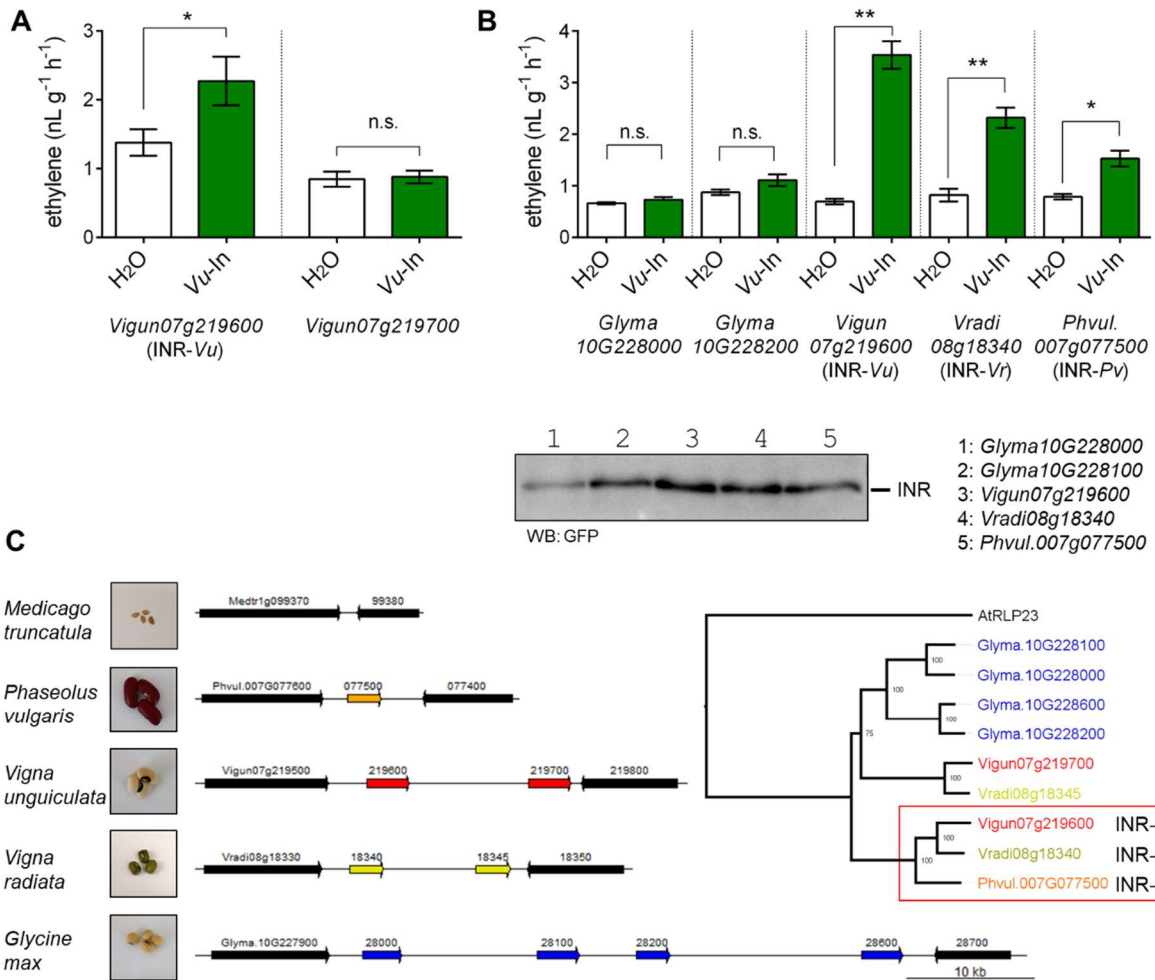 A
ethylene (nL g⁻¹ h⁻¹)
3
2
1
0
*
n.s.
H₂O
Vu-In
H₂O
Vu-In
Vigun07g219600
(INR-Vu)
Vigun07g219700
B
ethylene (nL g⁻¹ h⁻¹)
4
3
2
1
0
n.s.
n.s.
**
**
*
H₂O
Vu-In
H₂O
Vu-In
H₂O
Vu-In
H₂O
Vu-In
H₂O
Vu-In
Glyma
10G228000
Glyma
10G228200
Vigun
07g219600
(INR-Vu)
Vradi
08g18340
(INR-Vr)
Phvul.
007g077500
(INR-Pv)
1 2 3 4 5
INR
WB: GFP
1: Glyma10G228000
2: Glyma10G228100
3: Vigun07g219600
4: Vradi08g18340
5: Phvul.007g077500
C
Medicago
truncatula
Medtr1g099370 99380
Phaseolus
vulgaris
Phvul.007G077600 077500 077400
Vigna
unguiculata
Vigun07g219500 219600 219700 219800
Vigna
radiata
Vradi08g18330 18340 18345 18350
Glycine
max
Glyma.10G227900 28000 28100 28200 28600 28700
10 kb
AtRLP23
Glyma.10G228100
100
Glyma.10G228000
100
Glyma.10G228600
100
Glyma.10G228200
75
Vigun07g219700
100
Vradi08g18345
Vigun07g219600 INR-
100
Vradi08g18340 INR-
100
Phvul.007G077500 INR-